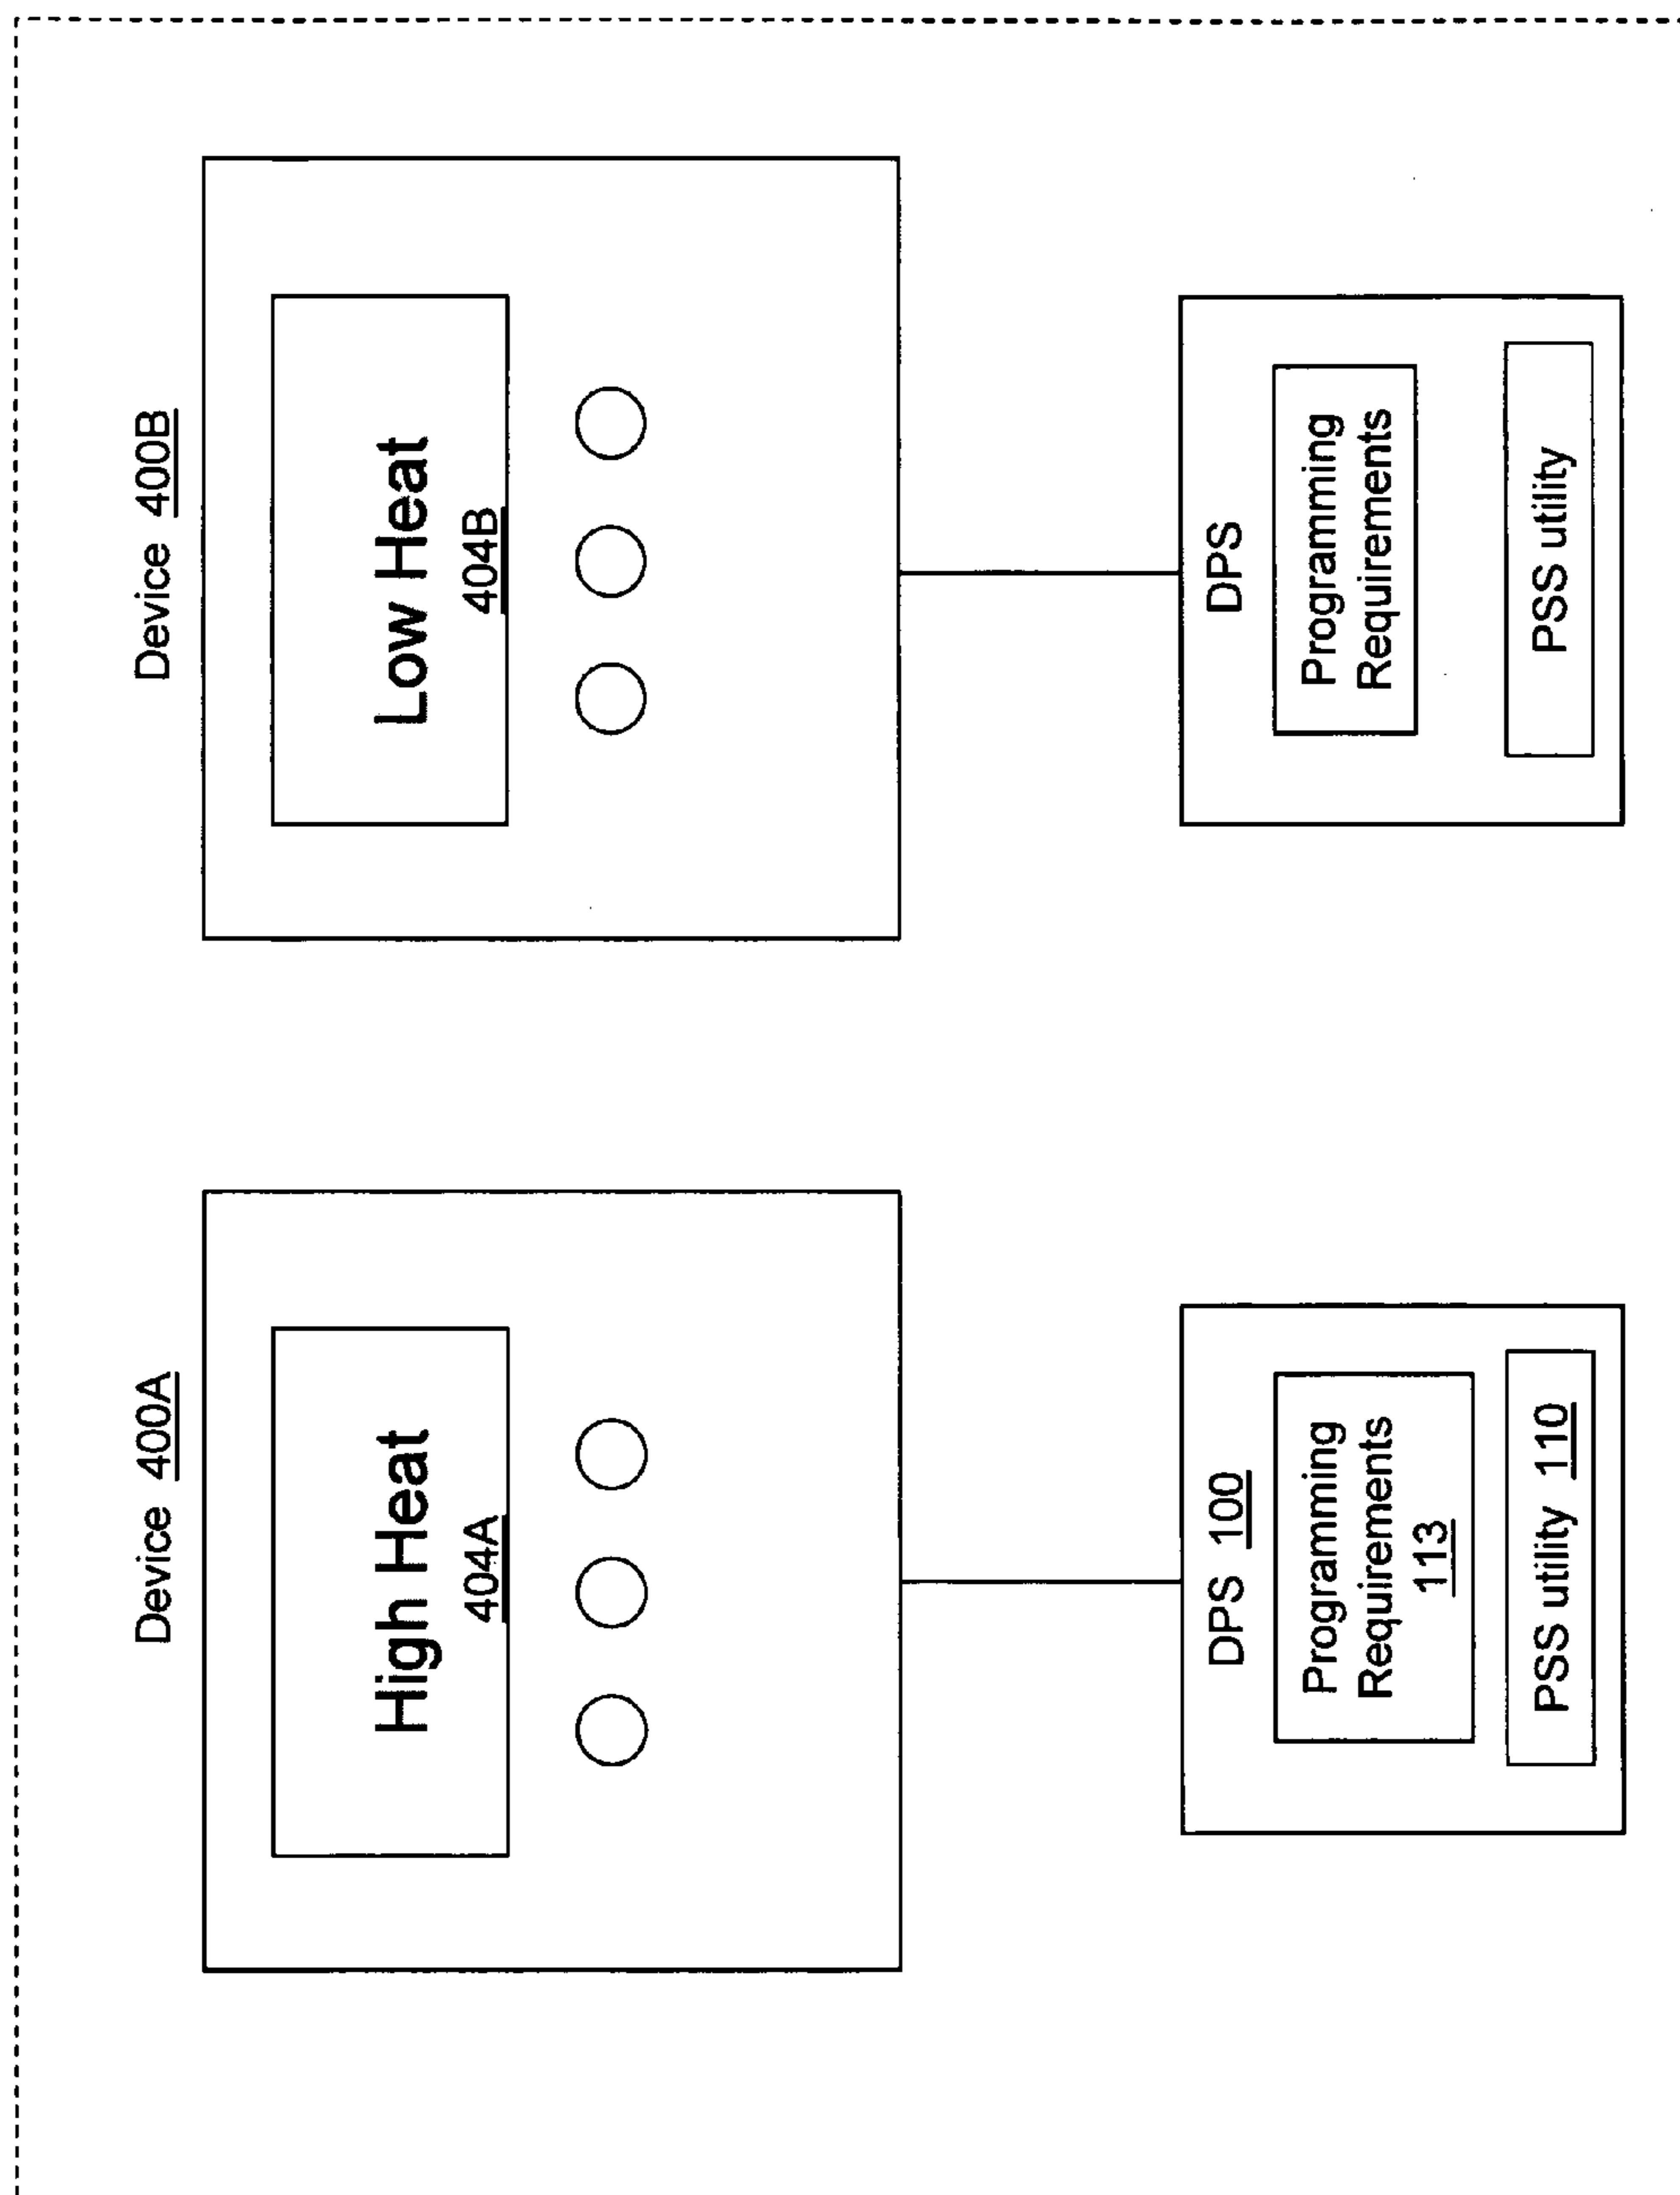 Device 400A
High Heat
404A
DPS 100
Programming
Requirements
113
PSS utility 110
Device 400B
Low Heat
404B
DPS
Programming
Requirements
PSS utility